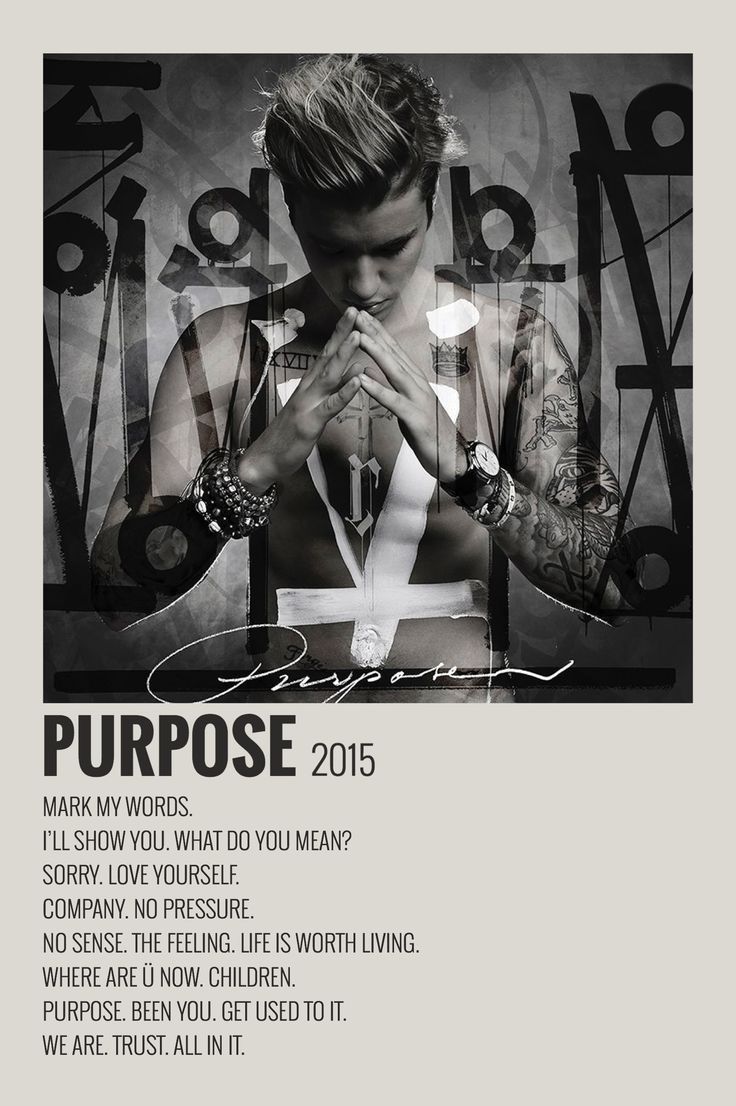 Purpose
PURPOSE 2015
MARK MY WORDS.
I'LL SHOW YOU. WHAT DO YOU MEAN?
SORRY. LOVE YOURSELF.
COMPANY. NO PRESSURE.
NO SENSE. THE FEELING. LIFE IS WORTH LIVING.
WHERE ARE Ü NOW. CHILDREN.
PURPOSE. BEEN YOU. GET USED TO IT.
WE ARE. TRUST. ALL IN IT.